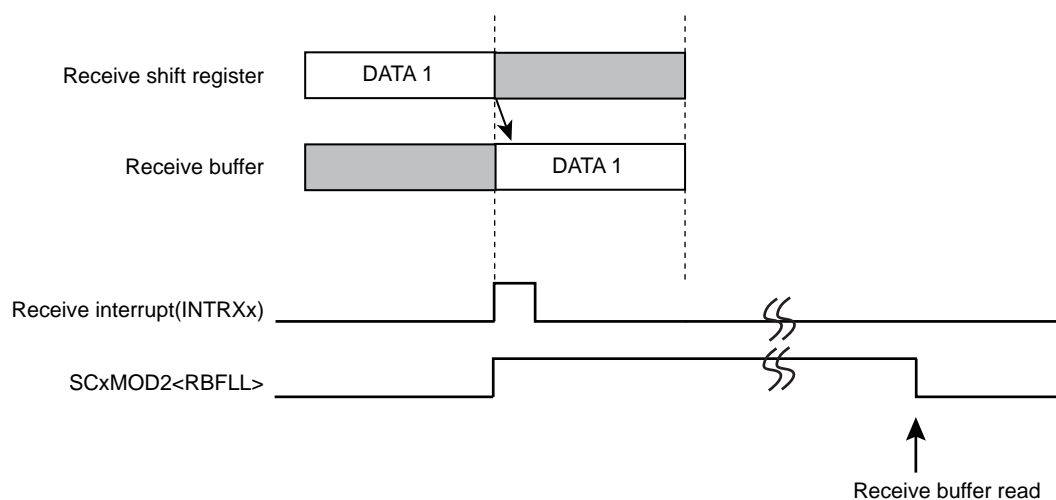 Receive shift register
DATA 1
Receive buffer
DATA 1
Receive interrupt(INTRXx)
SCxMOD2<RBFLL>
Receive buffer read